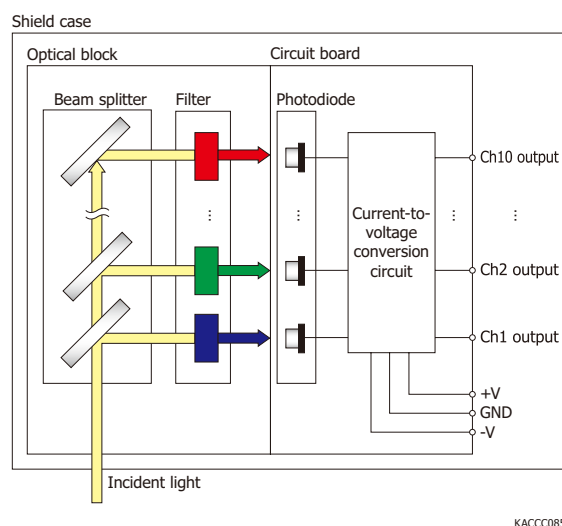 Shield case
Optical block
Circuit board
Beam splitter
Filter
Photodiode
Ch10 output
Current-to-
voltage
conversion
circuit
Ch2 output
Ch1 output
+V
GND
-V
Incident light